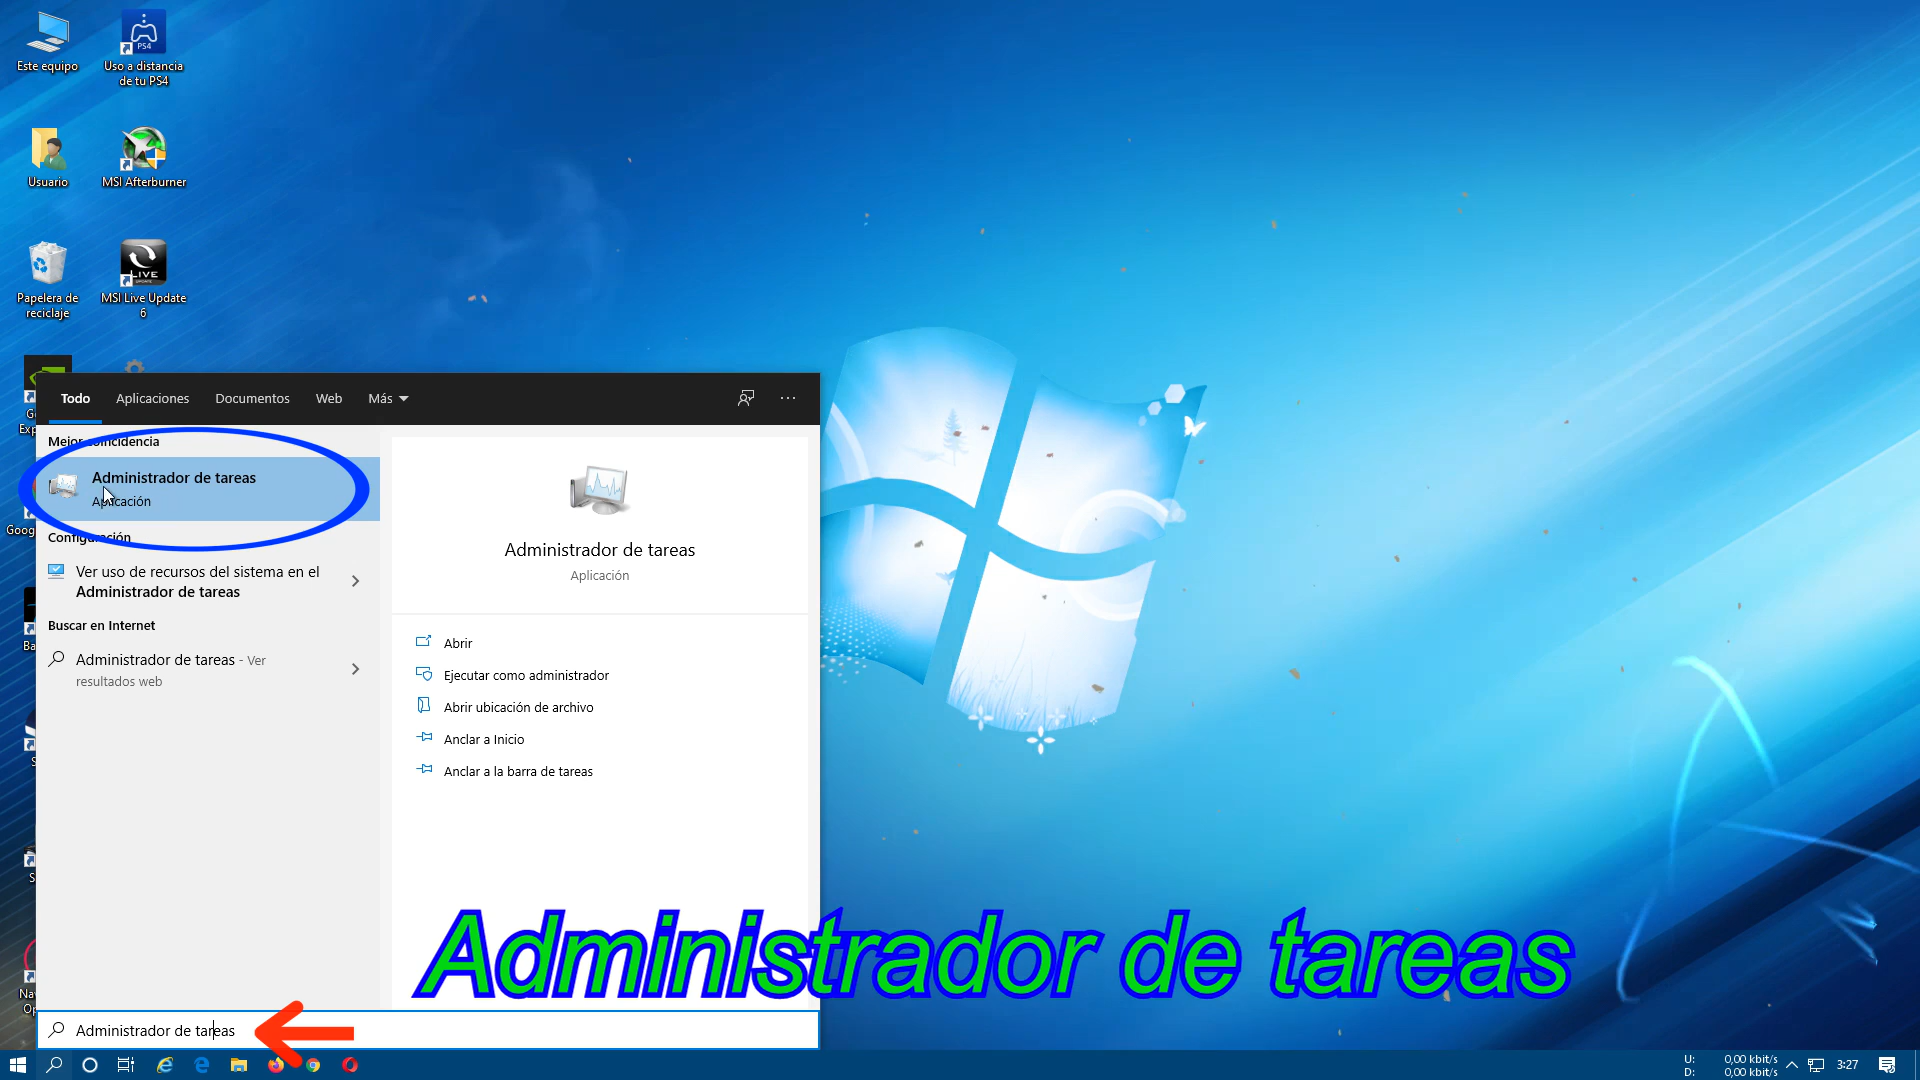 Este equipo
Uso a distancia
de tu PS4
PS4
Usuario
MSI Afterburner
Papelera de
reciclaje
LIVE
MSI Live Update
6
Todo
Aplicaciones
Documentos
Web
Más
Mejor coincidencia
Administrador de tareas
Aplicación
Configuración
Ver uso de recursos del sistema en el
Administrador de tareas
Buscar en Internet
Administrador de tareas - Ver
resultados web
Administrador de tareas
Aplicación
Abrir
Ejecutar como administrador
Abrir ubicación de archivo
Anclar a Inicio
Anclar a la barra de tareas
Administrador de tareas
Administrador de tareas
U: 0,00 kbit/s
D: 0,00 kbit/s
3:27